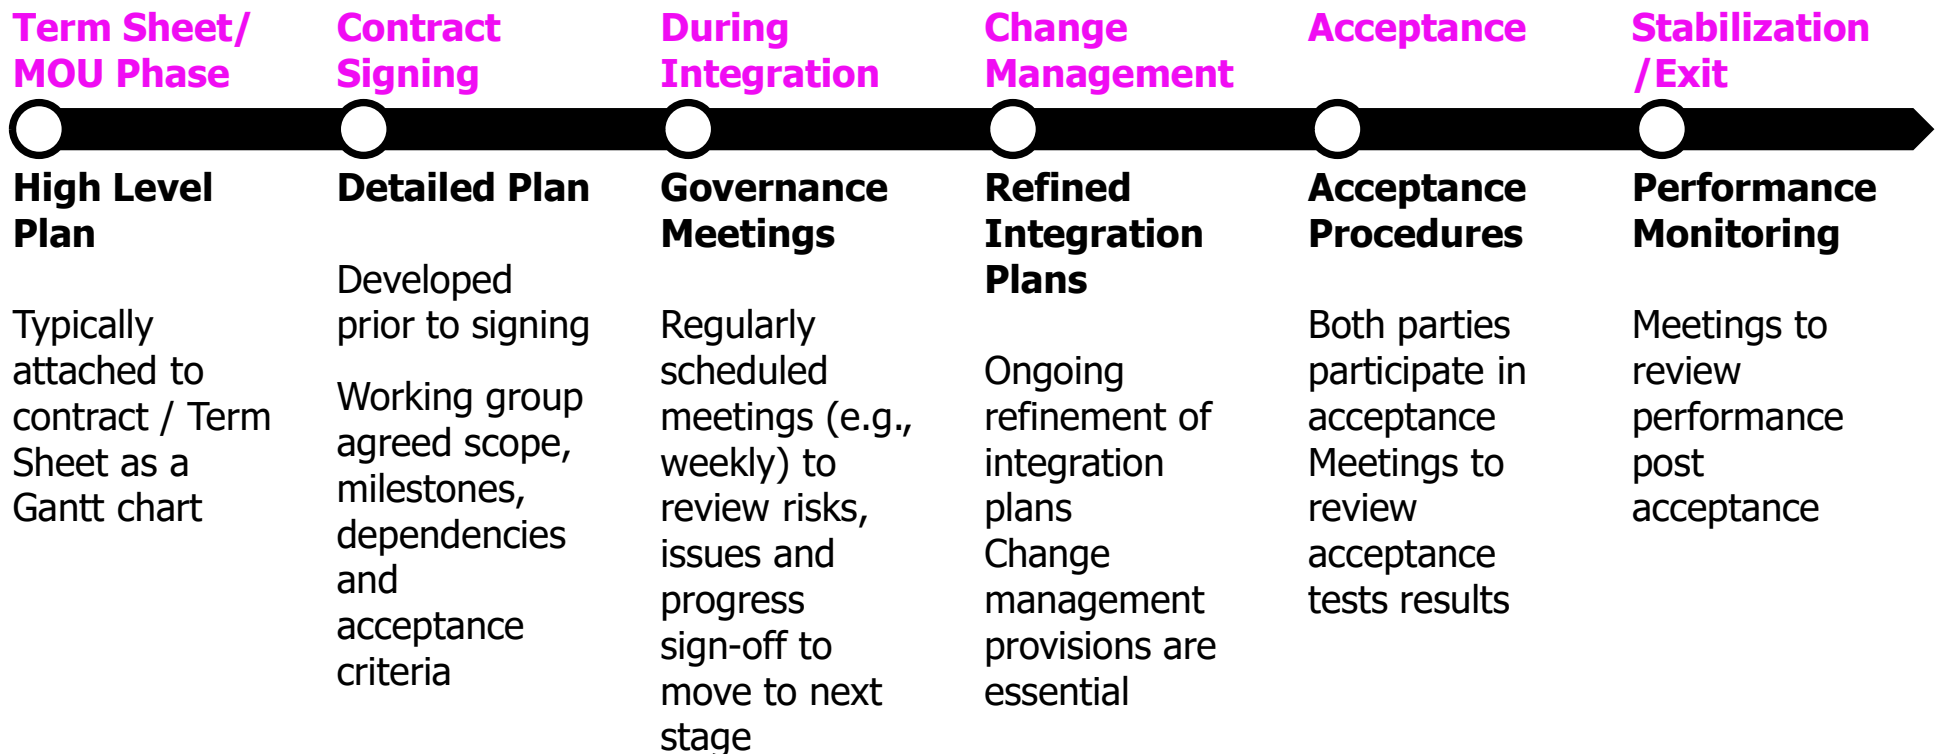 Term Sheet/
MOU Phase
High Level
Plan
Typically
attached to
contract / Term
Sheet as a
Gantt chart
Contract
Signing
Detailed Plan
Developed
prior to signing
Working group
agreed scope,
milestones,
dependencies
and
acceptance
criteria
During
Integration
Governance
Meetings
Regularly
scheduled
meetings (e.g.,
weekly) to
review risks,
issues and
progress
sign-off to
move to next
stage
Change
Management
Refined
Integration
Plans
Ongoing
refinement of
integration
plans
Change
management
provisions are
essential
Acceptance
Acceptance
Procedures
Both parties
participate in
acceptance
Meetings to
review
acceptance
tests results
Stabilization
/Exit
Performance
Monitoring
Meetings to
review
performance
post
acceptance